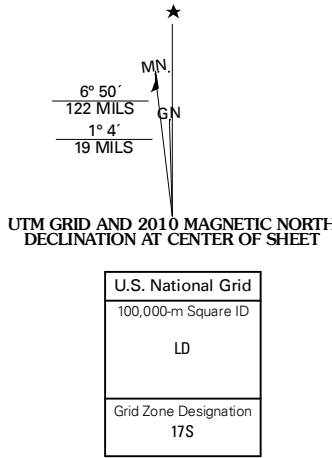 ★
MN.
6° 50´
122 MILS
GN
1° 4´
19 MILS
UTM GRID AND 2010 MAGNETIC NORTH
DECLINATION AT CENTER OF SHEET
U.S. National Grid
100,000-m Square ID
LD
Grid Zone Designation
17S